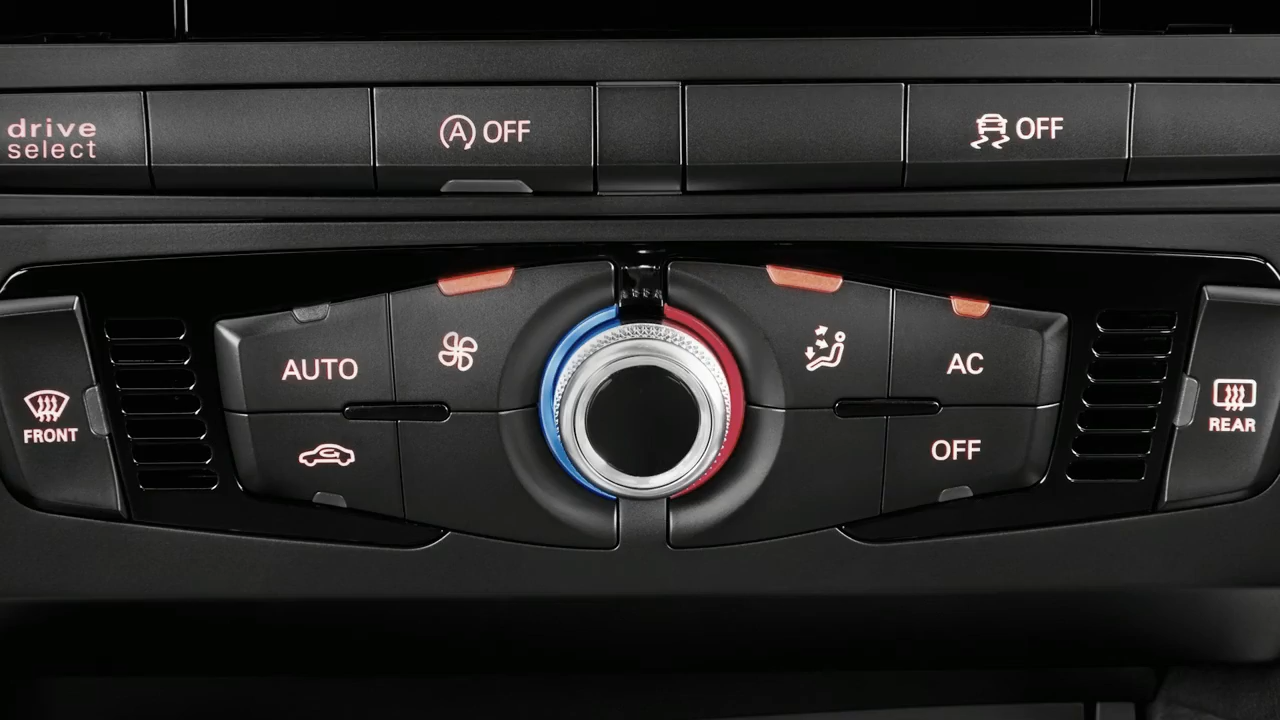 drive
select
A OFF
OFF
AUTO
AC
FRONT
REAR
OFF